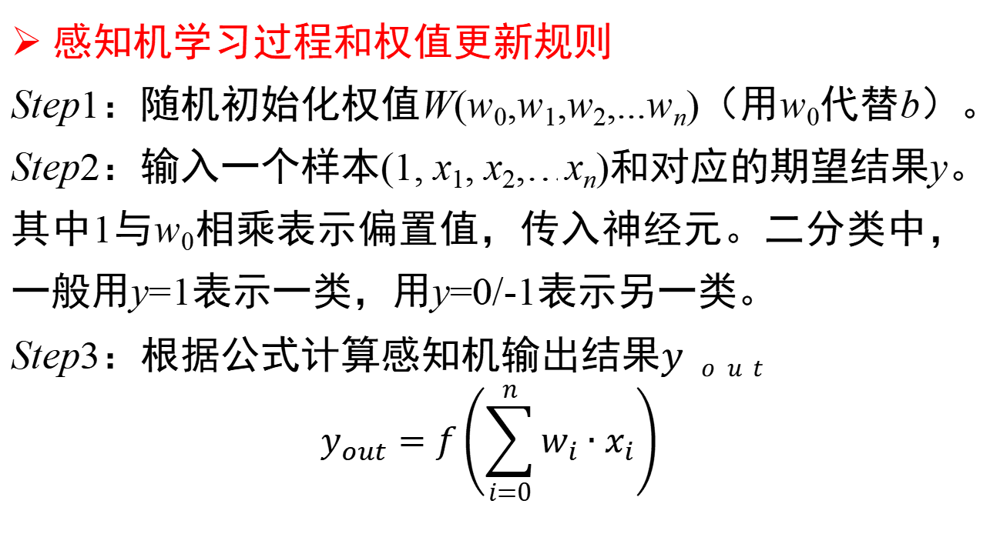 ➢ 感知机学习过程和权值更新规则
Step1：随机初始化权值W(w₀,w₁,w₂,...wₙ)（用w₀代替b）。
Step2：输入一个样本(1, x₁, x₂,…xₙ)和对应的期望结果y。
其中1与w₀相乘表示偏置值，传入神经元。二分类中，
一般用y=1表示一类，用y=0/-1表示另一类。
Step3：根据公式计算感知机输出结果y out
y_out = f(∑_{i=0}^{n} w_i · x_i)